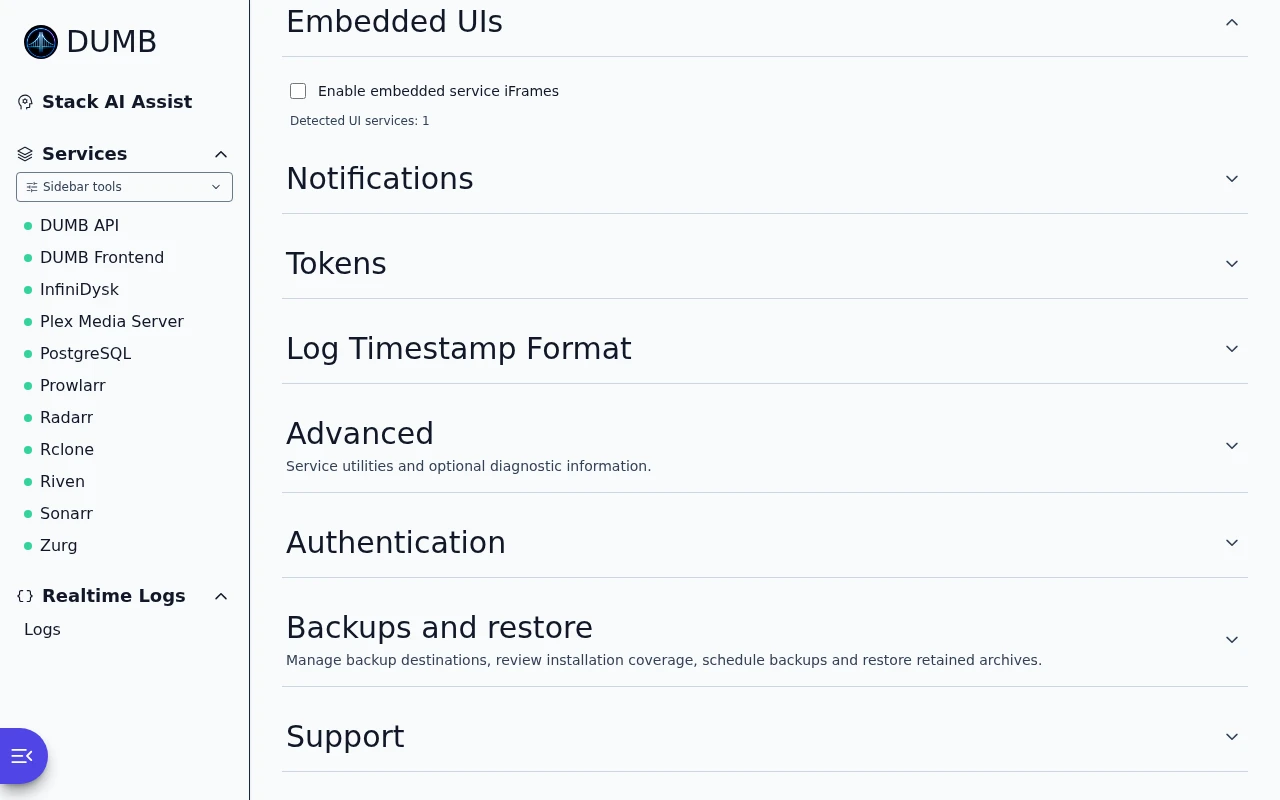 DUMB
Stack AI Assist
Services
Sidebar tools
DUMB API
DUMB Frontend
InfiniDysk
Plex Media Server
PostgreSQL
Prowlarr
Radarr
Rclone
Riven
Sonarr
Zurg
Realtime Logs
Logs
Embedded UIs
Enable embedded service iFrames
Detected UI services: 1
Notifications
Tokens
Log Timestamp Format
Advanced
Service utilities and optional diagnostic information.
Authentication
Backups and restore
Manage backup destinations, review installation coverage, schedule backups and restore retained archives.
Support